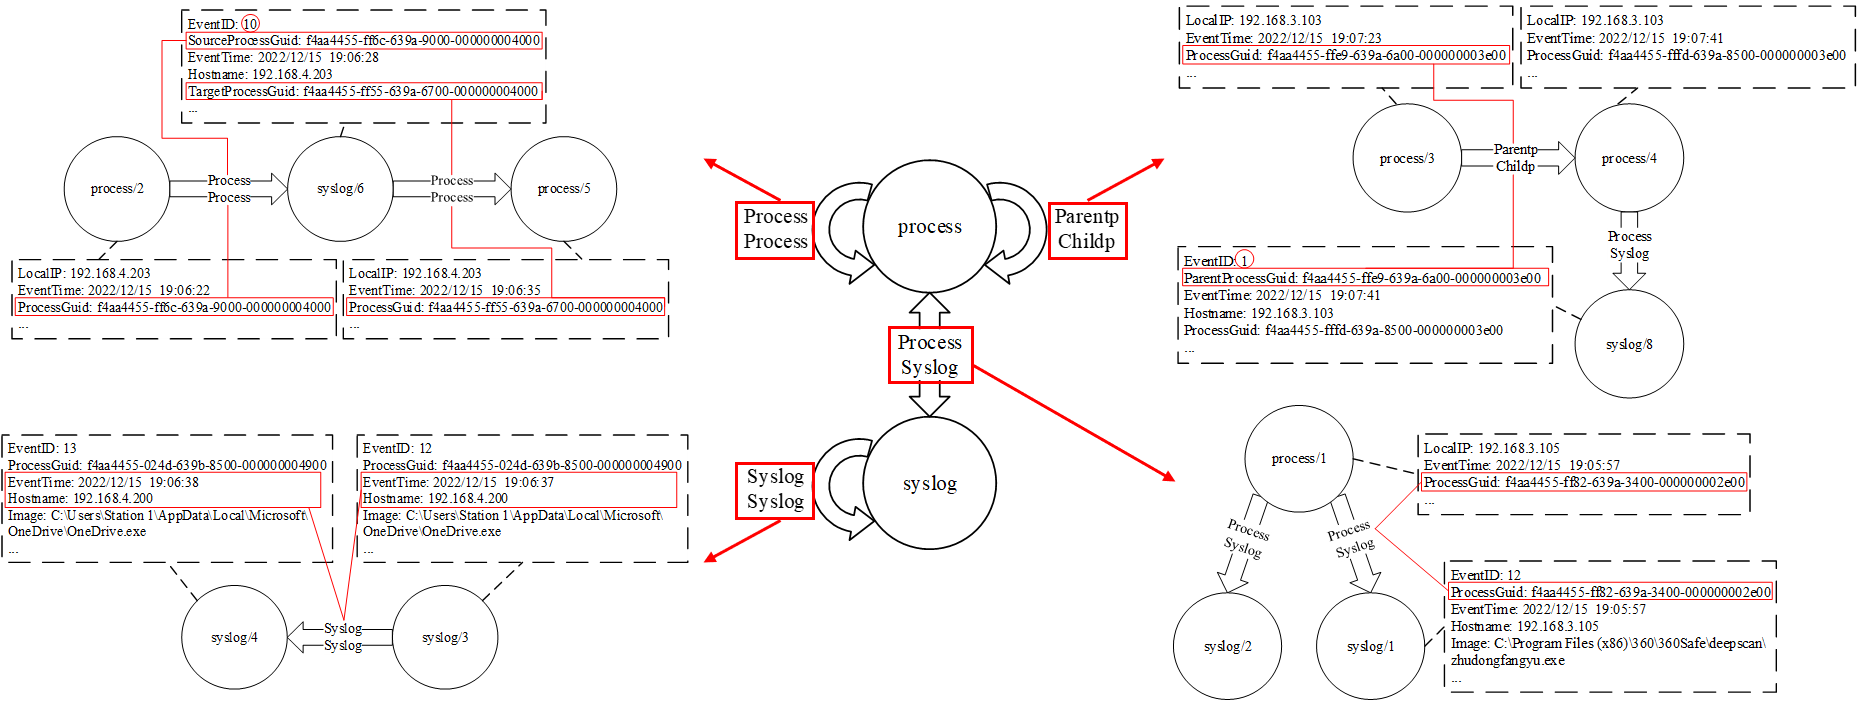 EventID: 10
SourceProcessGuid: f4aa4455-ff6c-639a-9000-000000004000
EventTime: 2022/12/15 19:06:28
Hostname: 192.168.4.203
TargetProcessGuid: f4aa4455-ff55-639a-6700-000000004000
...
process/2
Process
Process
syslog/6
Process
Process
process/5
LocalIP: 192.168.4.203
EventTime: 2022/12/15 19:06:22
ProcessGuid: f4aa4455-ff6c-639a-9000-000000004000
...
LocalIP: 192.168.4.203
EventTime: 2022/12/15 19:06:35
ProcessGuid: f4aa4455-ff55-639a-6700-000000004000
...
Process
Process
process
Parentp
Childp
Process
Syslog
Syslog
Syslog
syslog
LocalIP: 192.168.3.103
EventTime: 2022/12/15 19:07:23
ProcessGuid: f4aa4455-ffe9-639a-6a00-000000003e00
...
LocalIP: 192.168.3.103
EventTime: 2022/12/15 19:07:41
ProcessGuid: f4aa4455-fffd-639a-8500-000000003e00
...
process/3
Parentp
Childp
process/4
Process
Syslog
EventID: 1
ParentProcessGuid: f4aa4455-ffe9-639a-6a00-000000003e00
EventTime: 2022/12/15 19:07:41
Hostname: 192.168.3.103
ProcessGuid: f4aa4455-fffd-639a-8500-000000003e00
...
syslog/8
EventID: 13
ProcessGuid: f4aa4455-024d-639b-8500-000000004900
EventTime: 2022/12/15 19:06:38
Hostname: 192.168.4.200
Image: C:\Users\Station 1\AppData\Local\Microsoft\
OneDrive\OneDrive.exe
...
EventID: 12
ProcessGuid: f4aa4455-024d-639b-8500-000000004900
EventTime: 2022/12/15 19:06:37
Hostname: 192.168.4.200
Image: C:\Users\Station 1\AppData\Local\Microsoft\
OneDrive\OneDrive.exe
...
syslog/4
Syslog
Syslog
syslog/3
process/1
LocalIP: 192.168.3.105
EventTime: 2022/12/15 19:05:57
ProcessGuid: f4aa4455-ff82-639a-3400-000000002e00
...
Process
Syslog
Process
Syslog
EventID: 12
ProcessGuid: f4aa4455-ff82-639a-3400-000000002e00
EventTime: 2022/12/15 19:05:57
Hostname: 192.168.3.105
Image: C:\Program Files (x86)\360\360Safe\deepscan\
zhudongfangyu.exe
...
syslog/2
syslog/1